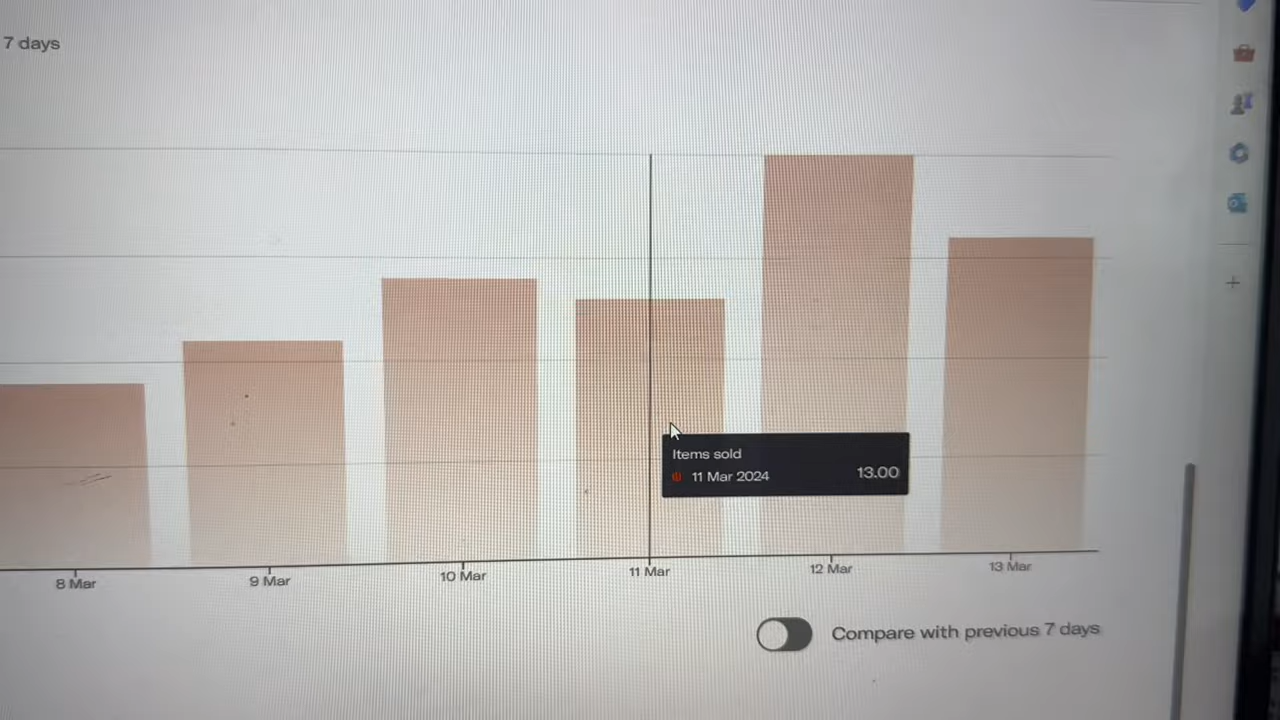 7 days
Items sold
11 Mar 2024 13.00
8 Mar 9 Mar 10 Mar 11 Mar 12 Mar 13 Mar
Compare with previous 7 days